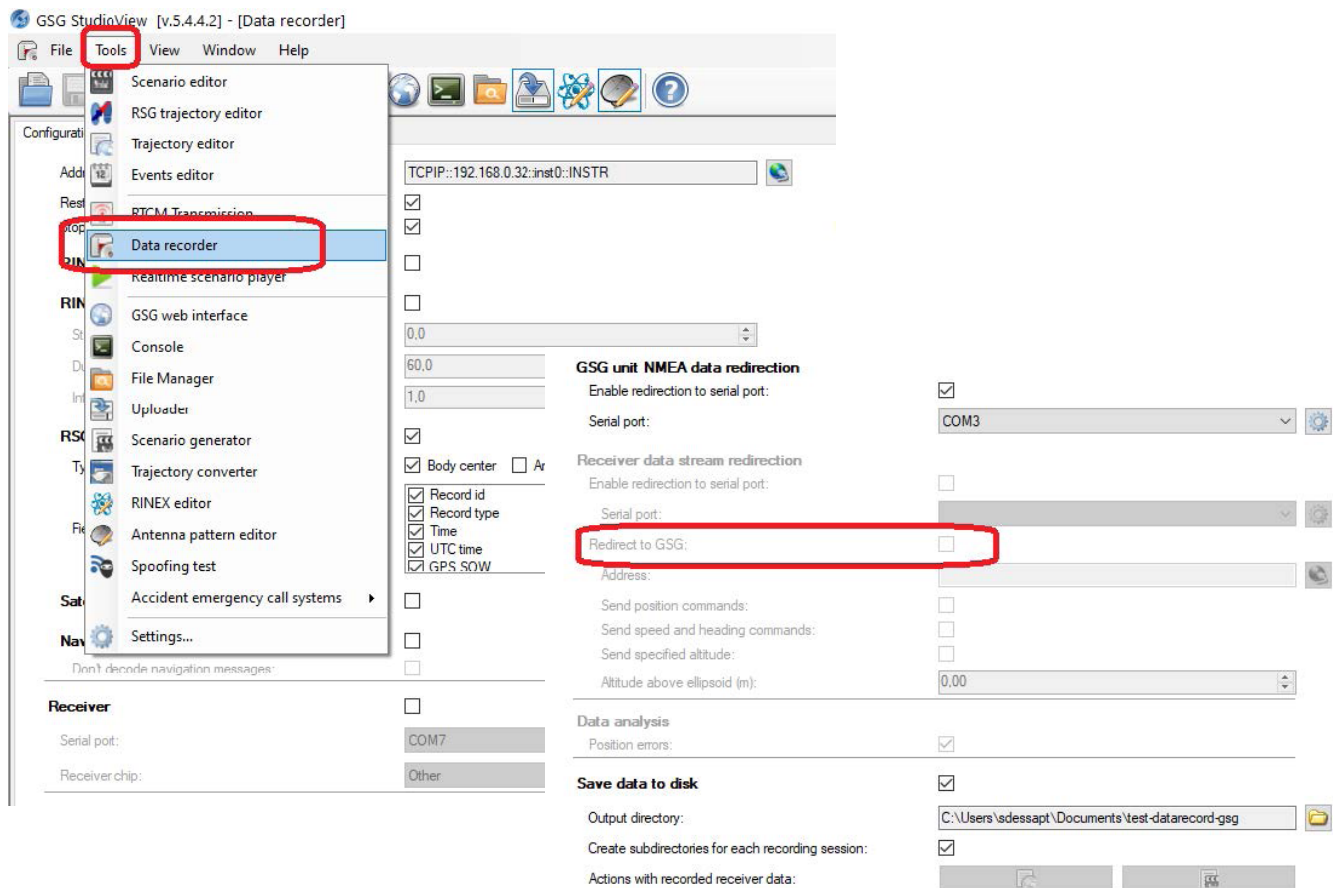 GSG StudioView [v.5.4.4.2] - [Data recorder]
File Tools View Window Help
Scenario editor
RSG trajectory editor
Trajectory editor
Events editor
RTCM Transmission
Data recorder
Realtime scenario player
GSG web interface
Console
File Manager
Uploader
Scenario generator
Trajectory converter
RINEX editor
Antenna pattern editor
Spoofing test
Accident emergency call systems
Settings...
TCPIP::192.168.0.32::inst0::INSTR
RIN
0,0
60,0
1,0
Body center
Record id
Record type
Time
UTC time
GPS SOW
Don't decode navigation messages:
Receiver
Serial port: COM7
Receiver chip: Other
GSG unit NMEA data redirection
Enable redirection to serial port:
Serial port: COM3
Receiver data stream redirection
Enable redirection to serial port:
Serial port:
Redirect to GSG:
Address:
Send position commands:
Send speed and heading commands:
Send specified altitude:
Altitude above ellipsoid (m): 0,00
Data analysis
Position errors:
Save data to disk
Output directory: C:\Users\sdessapt\Documents\test-datarecord-gsg
Create subdirectories for each recording session:
Actions with recorded receiver data: